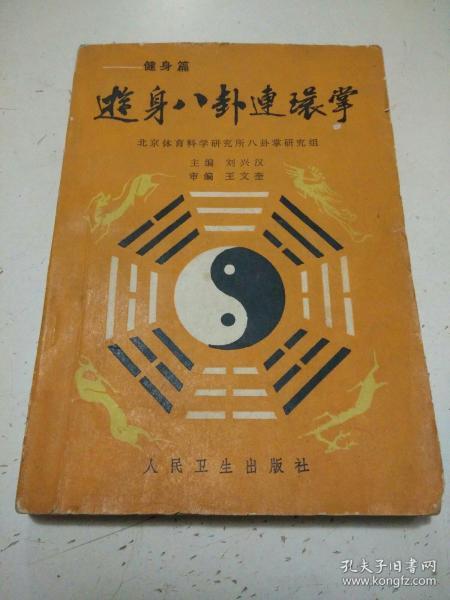 ——健身篇
遊身八卦連環掌
北京体育科学研究所八卦掌研究组
主编 刘兴汉
审编 王文奎
人民卫生出版社
孔夫子旧书网
www.kongfz.com